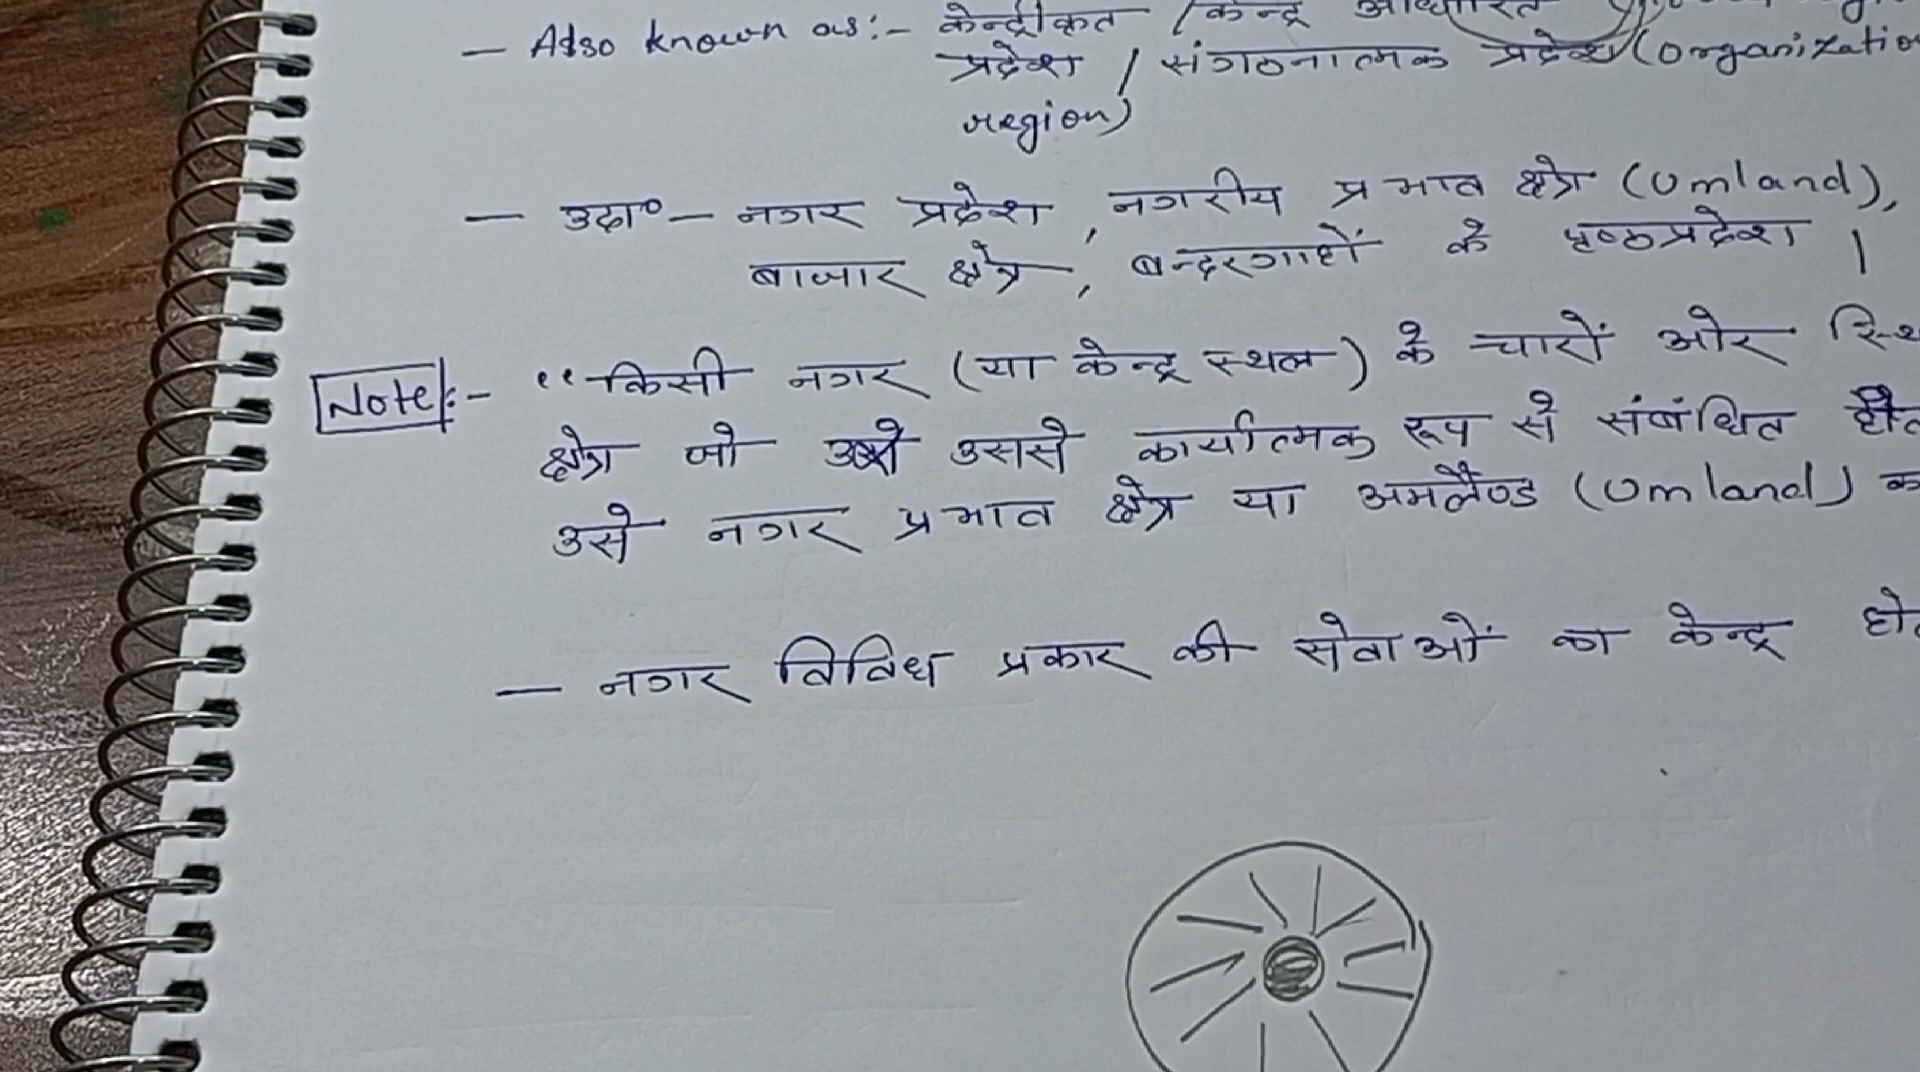 — Also known as:- केन्द्रीकृत / केन्द्र आधारित
प्रदेश / संगठनात्मक प्रदेश (organization
region)
— उदा० — नगर प्रदेश, नगरीय प्रभाव क्षेत्र (Umland),
बाजार क्षेत्र, बन्दरगाहों के पृष्ठप्रदेश ।
Note:- "किसी नगर (या केन्द्र स्थल) के चारों ओर
क्षेत्र जो उससे कार्यात्मक रूप से संबंधित
उसे नगर प्रभाव क्षेत्र या अमलैण्ड (Umland)
— नगर विविध प्रकार की सेवाओं का केन्द्र